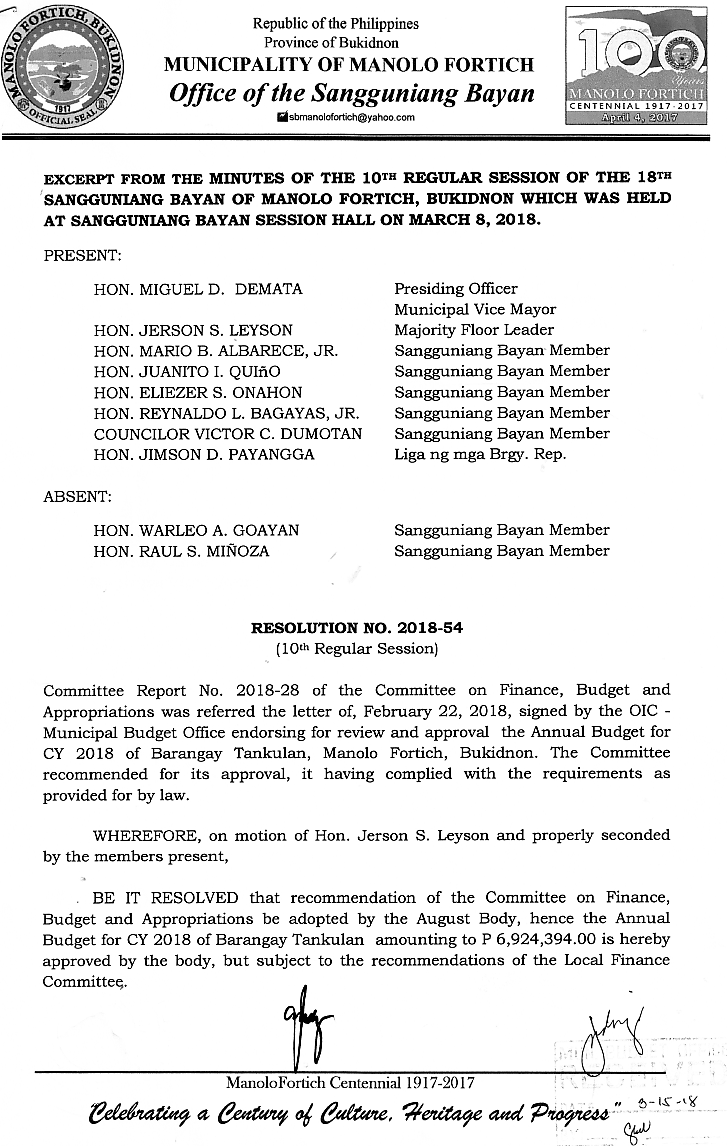 MANOLO FORTICH, BUKIDNON
1917
OFFICIAL SEAL
Republic of the Philippines
Province of Bukidnon
MUNICIPALITY OF MANOLO FORTICH
Office of the Sangguniang Bayan
sbmanolofortich@yahoo.com
100
Years
MANOLO FORTICH
CENTENNIAL 1917-2017
April 4, 2017
EXCERPT FROM THE MINUTES OF THE 10TH REGULAR SESSION OF THE 18TH
SANGGUNIANG BAYAN OF MANOLO FORTICH, BUKIDNON WHICH WAS HELD
AT SANGGUNIANG BAYAN SESSION HALL ON MARCH 8, 2018.
PRESENT:
HON. MIGUEL D. DEMATA Presiding Officer
Municipal Vice Mayor
HON. JERSON S. LEYSON Majority Floor Leader
HON. MARIO B. ALBARECE, JR. Sangguniang Bayan Member
HON. JUANITO I. QUIñO Sangguniang Bayan Member
HON. ELIEZER S. ONAHON Sangguniang Bayan Member
HON. REYNALDO L. BAGAYAS, JR. Sangguniang Bayan Member
COUNCILOR VICTOR C. DUMOTAN Sangguniang Bayan Member
HON. JIMSON D. PAYANGGA Liga ng mga Brgy. Rep.
ABSENT:
HON. WARLEO A. GOAYAN Sangguniang Bayan Member
HON. RAUL S. MIÑOZA Sangguniang Bayan Member
RESOLUTION NO. 2018-54
(10th Regular Session)
Committee Report No. 2018-28 of the Committee on Finance, Budget and
Appropriations was referred the letter of, February 22, 2018, signed by the OIC -
Municipal Budget Office endorsing for review and approval the Annual Budget for
CY 2018 of Barangay Tankulan, Manolo Fortich, Bukidnon. The Committee
recommended for its approval, it having complied with the requirements as
provided for by law.
WHEREFORE, on motion of Hon. Jerson S. Leyson and properly seconded
by the members present,
BE IT RESOLVED that recommendation of the Committee on Finance,
Budget and Appropriations be adopted by the August Body, hence the Annual
Budget for CY 2018 of Barangay Tankulan amounting to P 6,924,394.00 is hereby
approved by the body, but subject to the recommendations of the Local Finance
Committee.
ManoloFortich Centennial 1917-2017
"Celebrating a Century of Culture, Heritage and Progress"
3-15-18